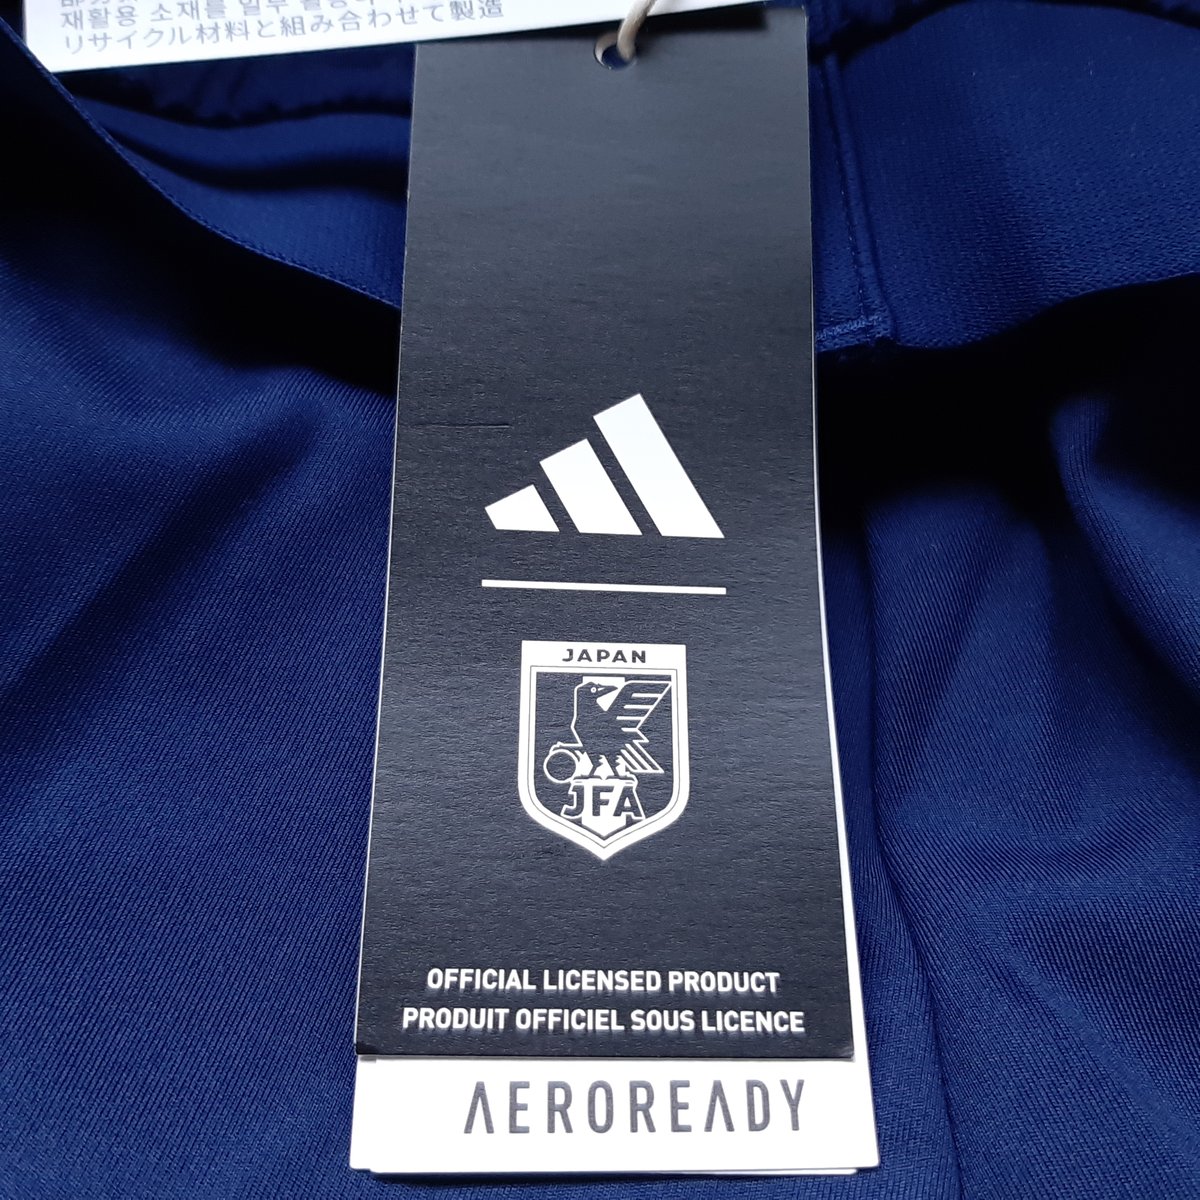 재활용 소재를 일부 활용
リサイクル材料と組み合わせて製造
JAPAN
JFA
OFFICIAL LICENSED PRODUCT
PRODUIT OFFICIEL SOUS LICENCE
AEROREADY